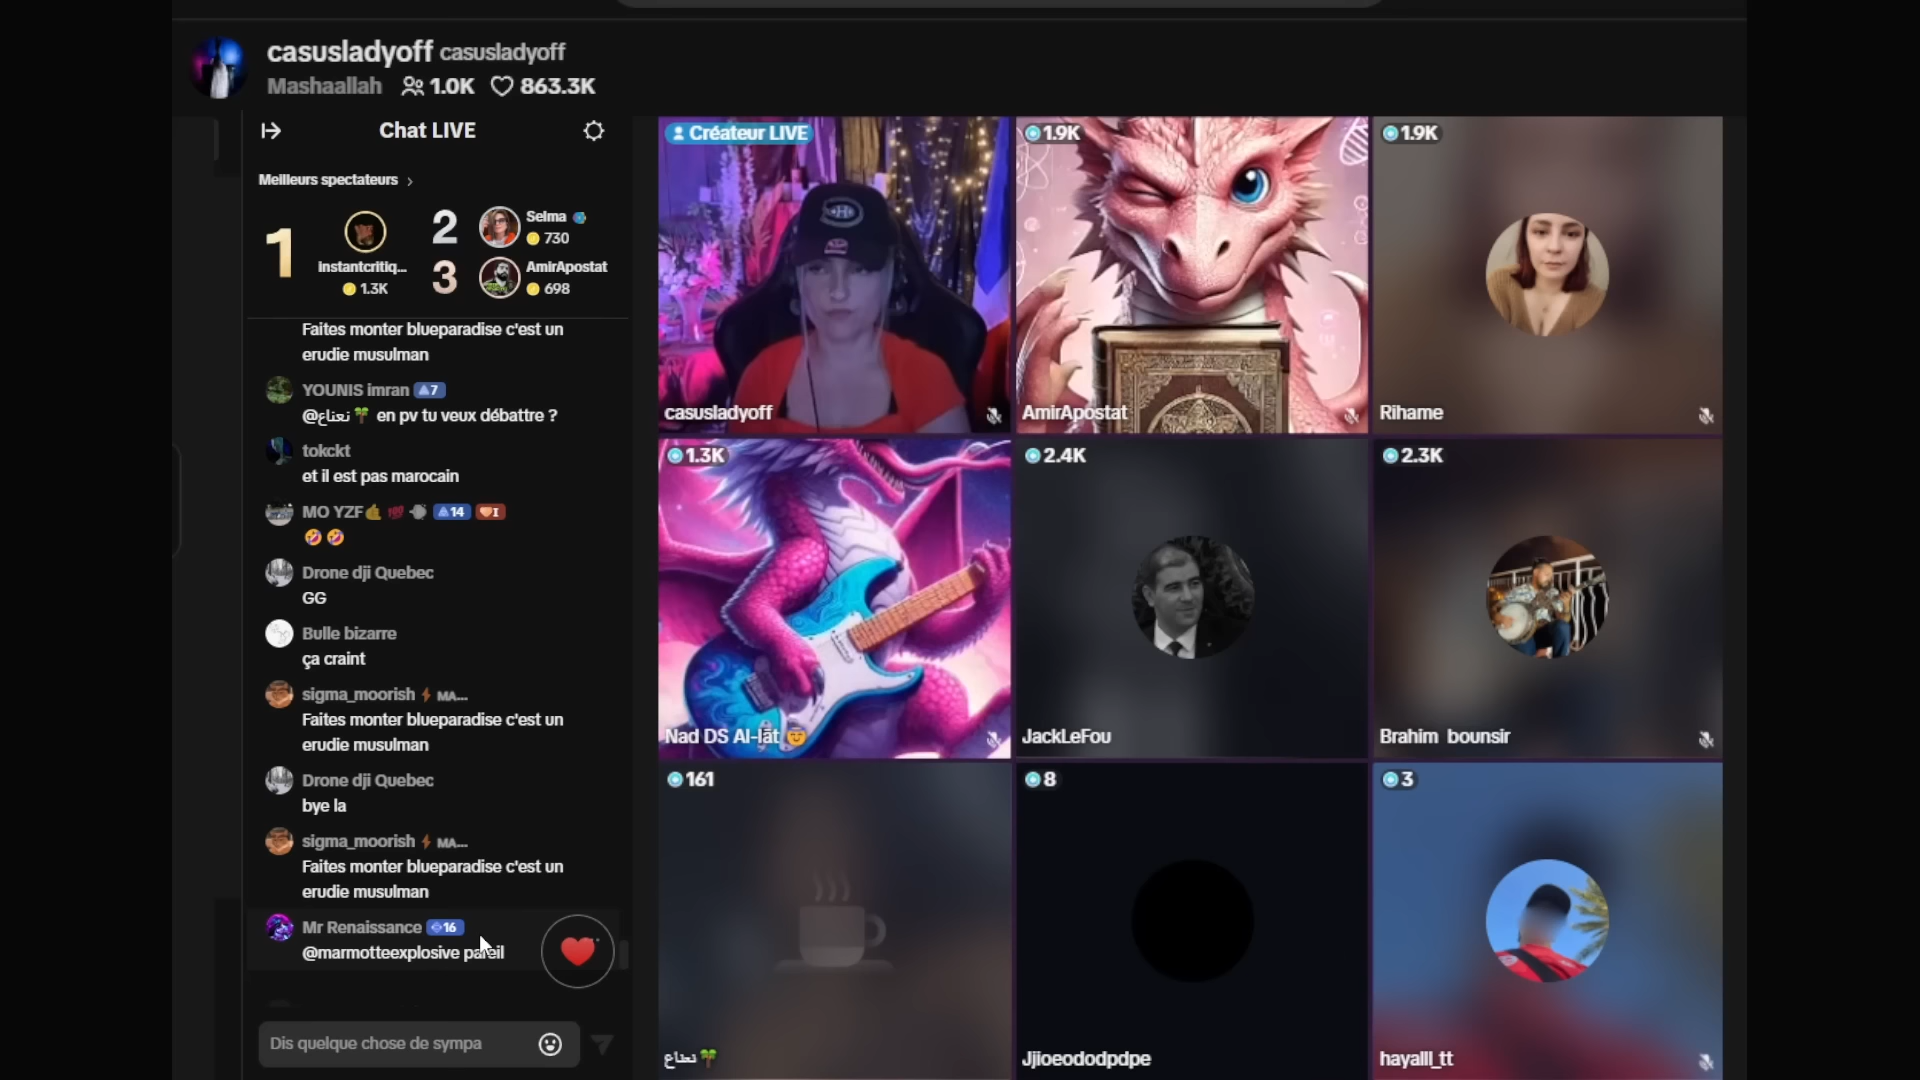 casusladyoff casusladyoff
Mashaallah 1.0K 863.3K
Chat LIVE
Meilleurs spectateurs >
1
Instantcritiq...
1.3K
2
Selma
730
3
AmirApostat
698
Faites monter blueparadise c'est un
erudie musulman
YOUNIS imran 7
@نعناع🌴 en pv tu veux débattre ?
tokckt
et il est pas marocain
MO YZF🤙💯 14 I
🤣🤣
Drone dji Quebec
GG
Bulle bizarre
ça craint
sigma_moorish⚡MA...
Faites monter blueparadise c'est un
erudie musulman
Drone dji Quebec
bye la
sigma_moorish⚡MA...
Faites monter blueparadise c'est un
erudie musulman
Mr Renaissance 16
@marmotteexplosive pareil
Dis quelque chose de sympa
Créateur LIVE
casusladyoff
1.9K
AmirApostat
1.9K
Rihame
1.3K
Nad DS Al-lāt😇
2.4K
JackLeFou
2.3K
Brahim bounsir
161
نعناع🌴
8
Jjioeododpdpe
3
hayalll_tt